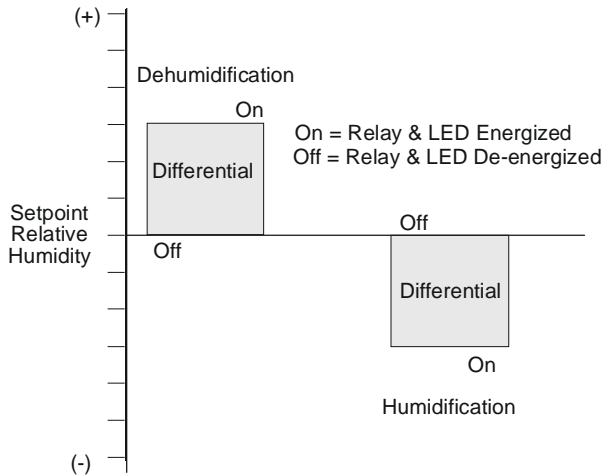 (+)
Dehumidification
On
On = Relay & LED Energized
Off = Relay & LED De-energized
Differential
Setpoint
Relative
Humidity
Off
Off
Differential
On
Humidification
(-)